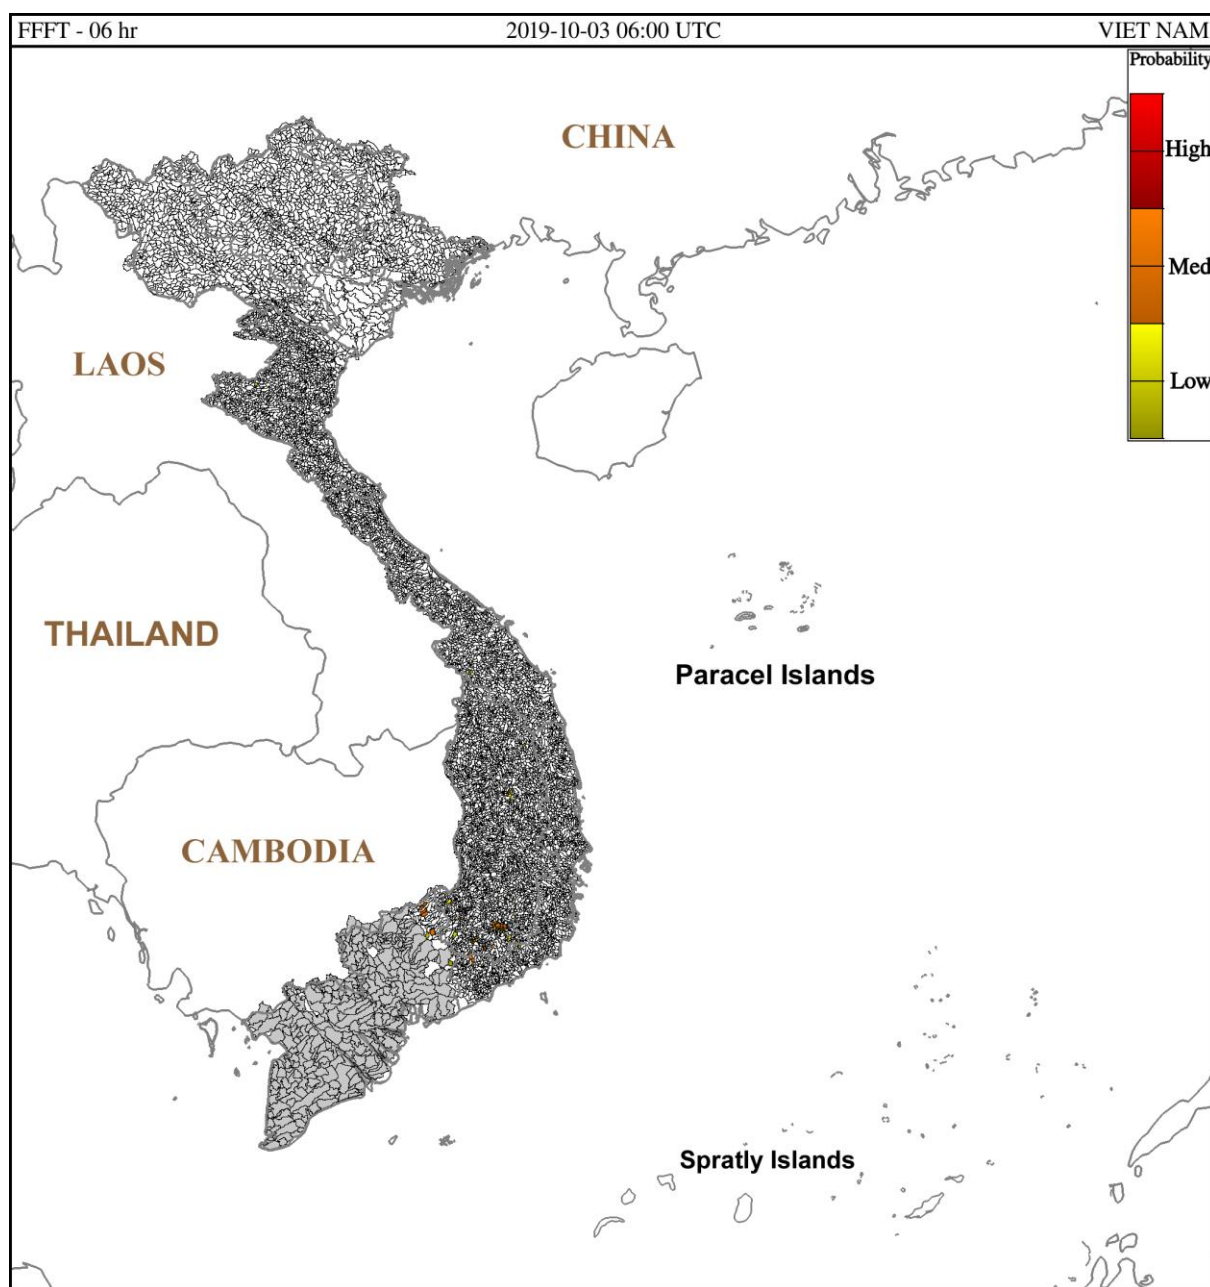 FFFT - 06 hr 2019-10-03 06:00 UTC VIET NAM
Probability
CHINA
High
Med
LAOS
Low
THAILAND
Paracel Islands
CAMBODIA
Spratly Islands